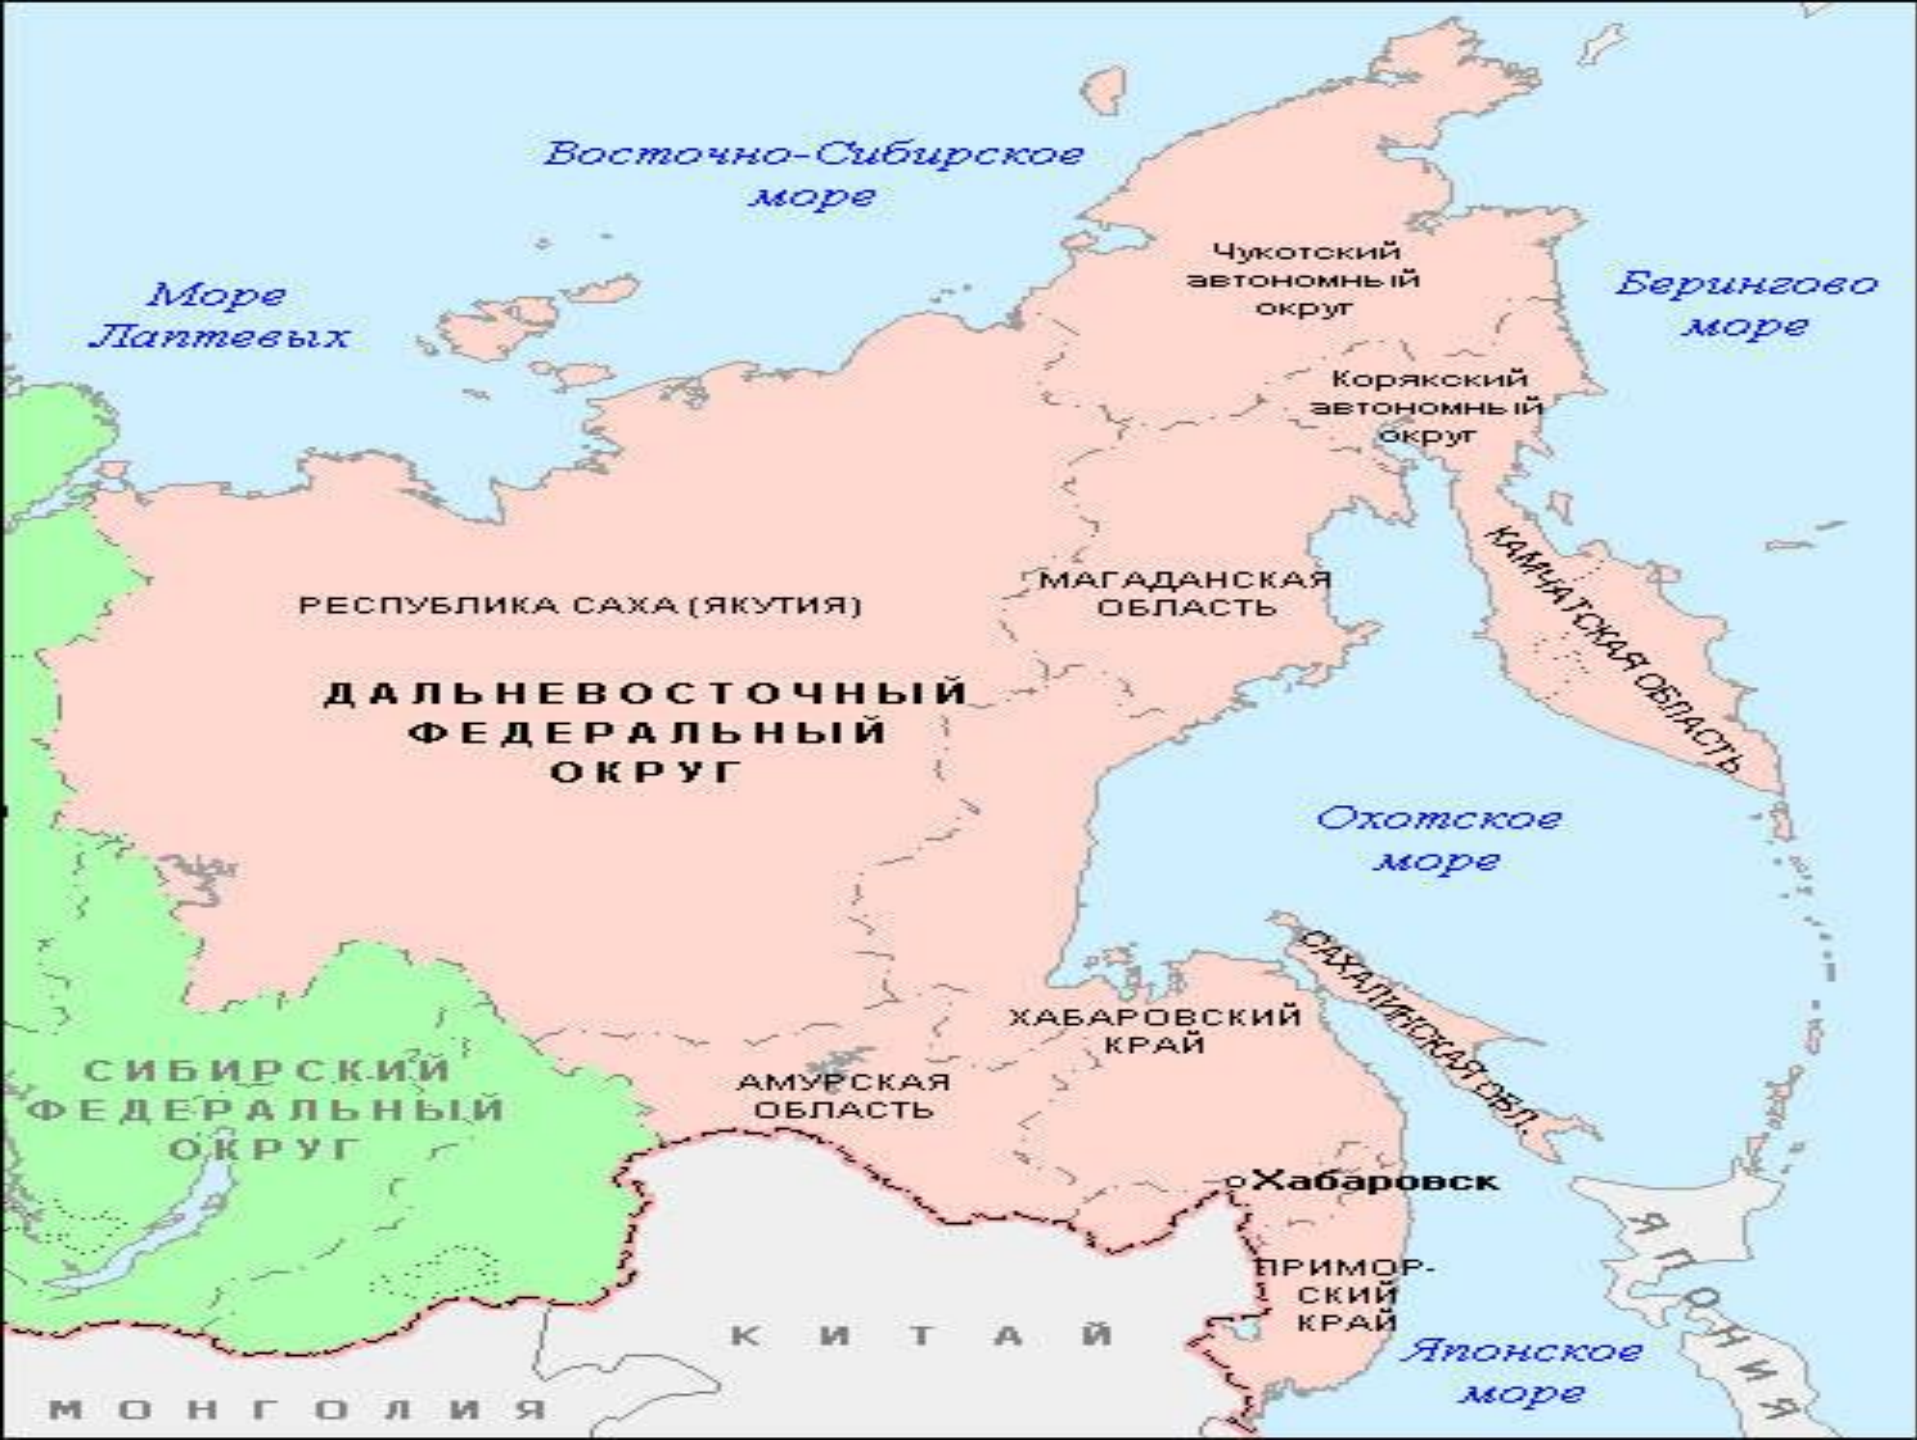 Восточно-Сибирское
море
Море
Лаптевых
Чукотский
автономный
округ
Берингово
море
Корякский
автономный
округ
КАМЧАТСКАЯ ОБЛАСТЬ
МАГАДАНСКАЯ
ОБЛАСТЬ
РЕСПУБЛИКА САХА (ЯКУТИЯ)
ДАЛЬНЕВОСТОЧНЫЙ
ФЕДЕРАЛЬНЫЙ
ОКРУГ
Охотское
море
САХАЛИНСКАЯ ОБЛ.
ХАБАРОВСКИЙ
КРАЙ
СИБИРСКИЙ
ФЕДЕРАЛЬНЫЙ
ОКРУГ
АМУРСКАЯ
ОБЛАСТЬ
Хабаровск
ПРИМОР-
СКИЙ
КРАЙ
ЯПОНИЯ
КИТАЙ
Японское
море
МОНГОЛИЯ